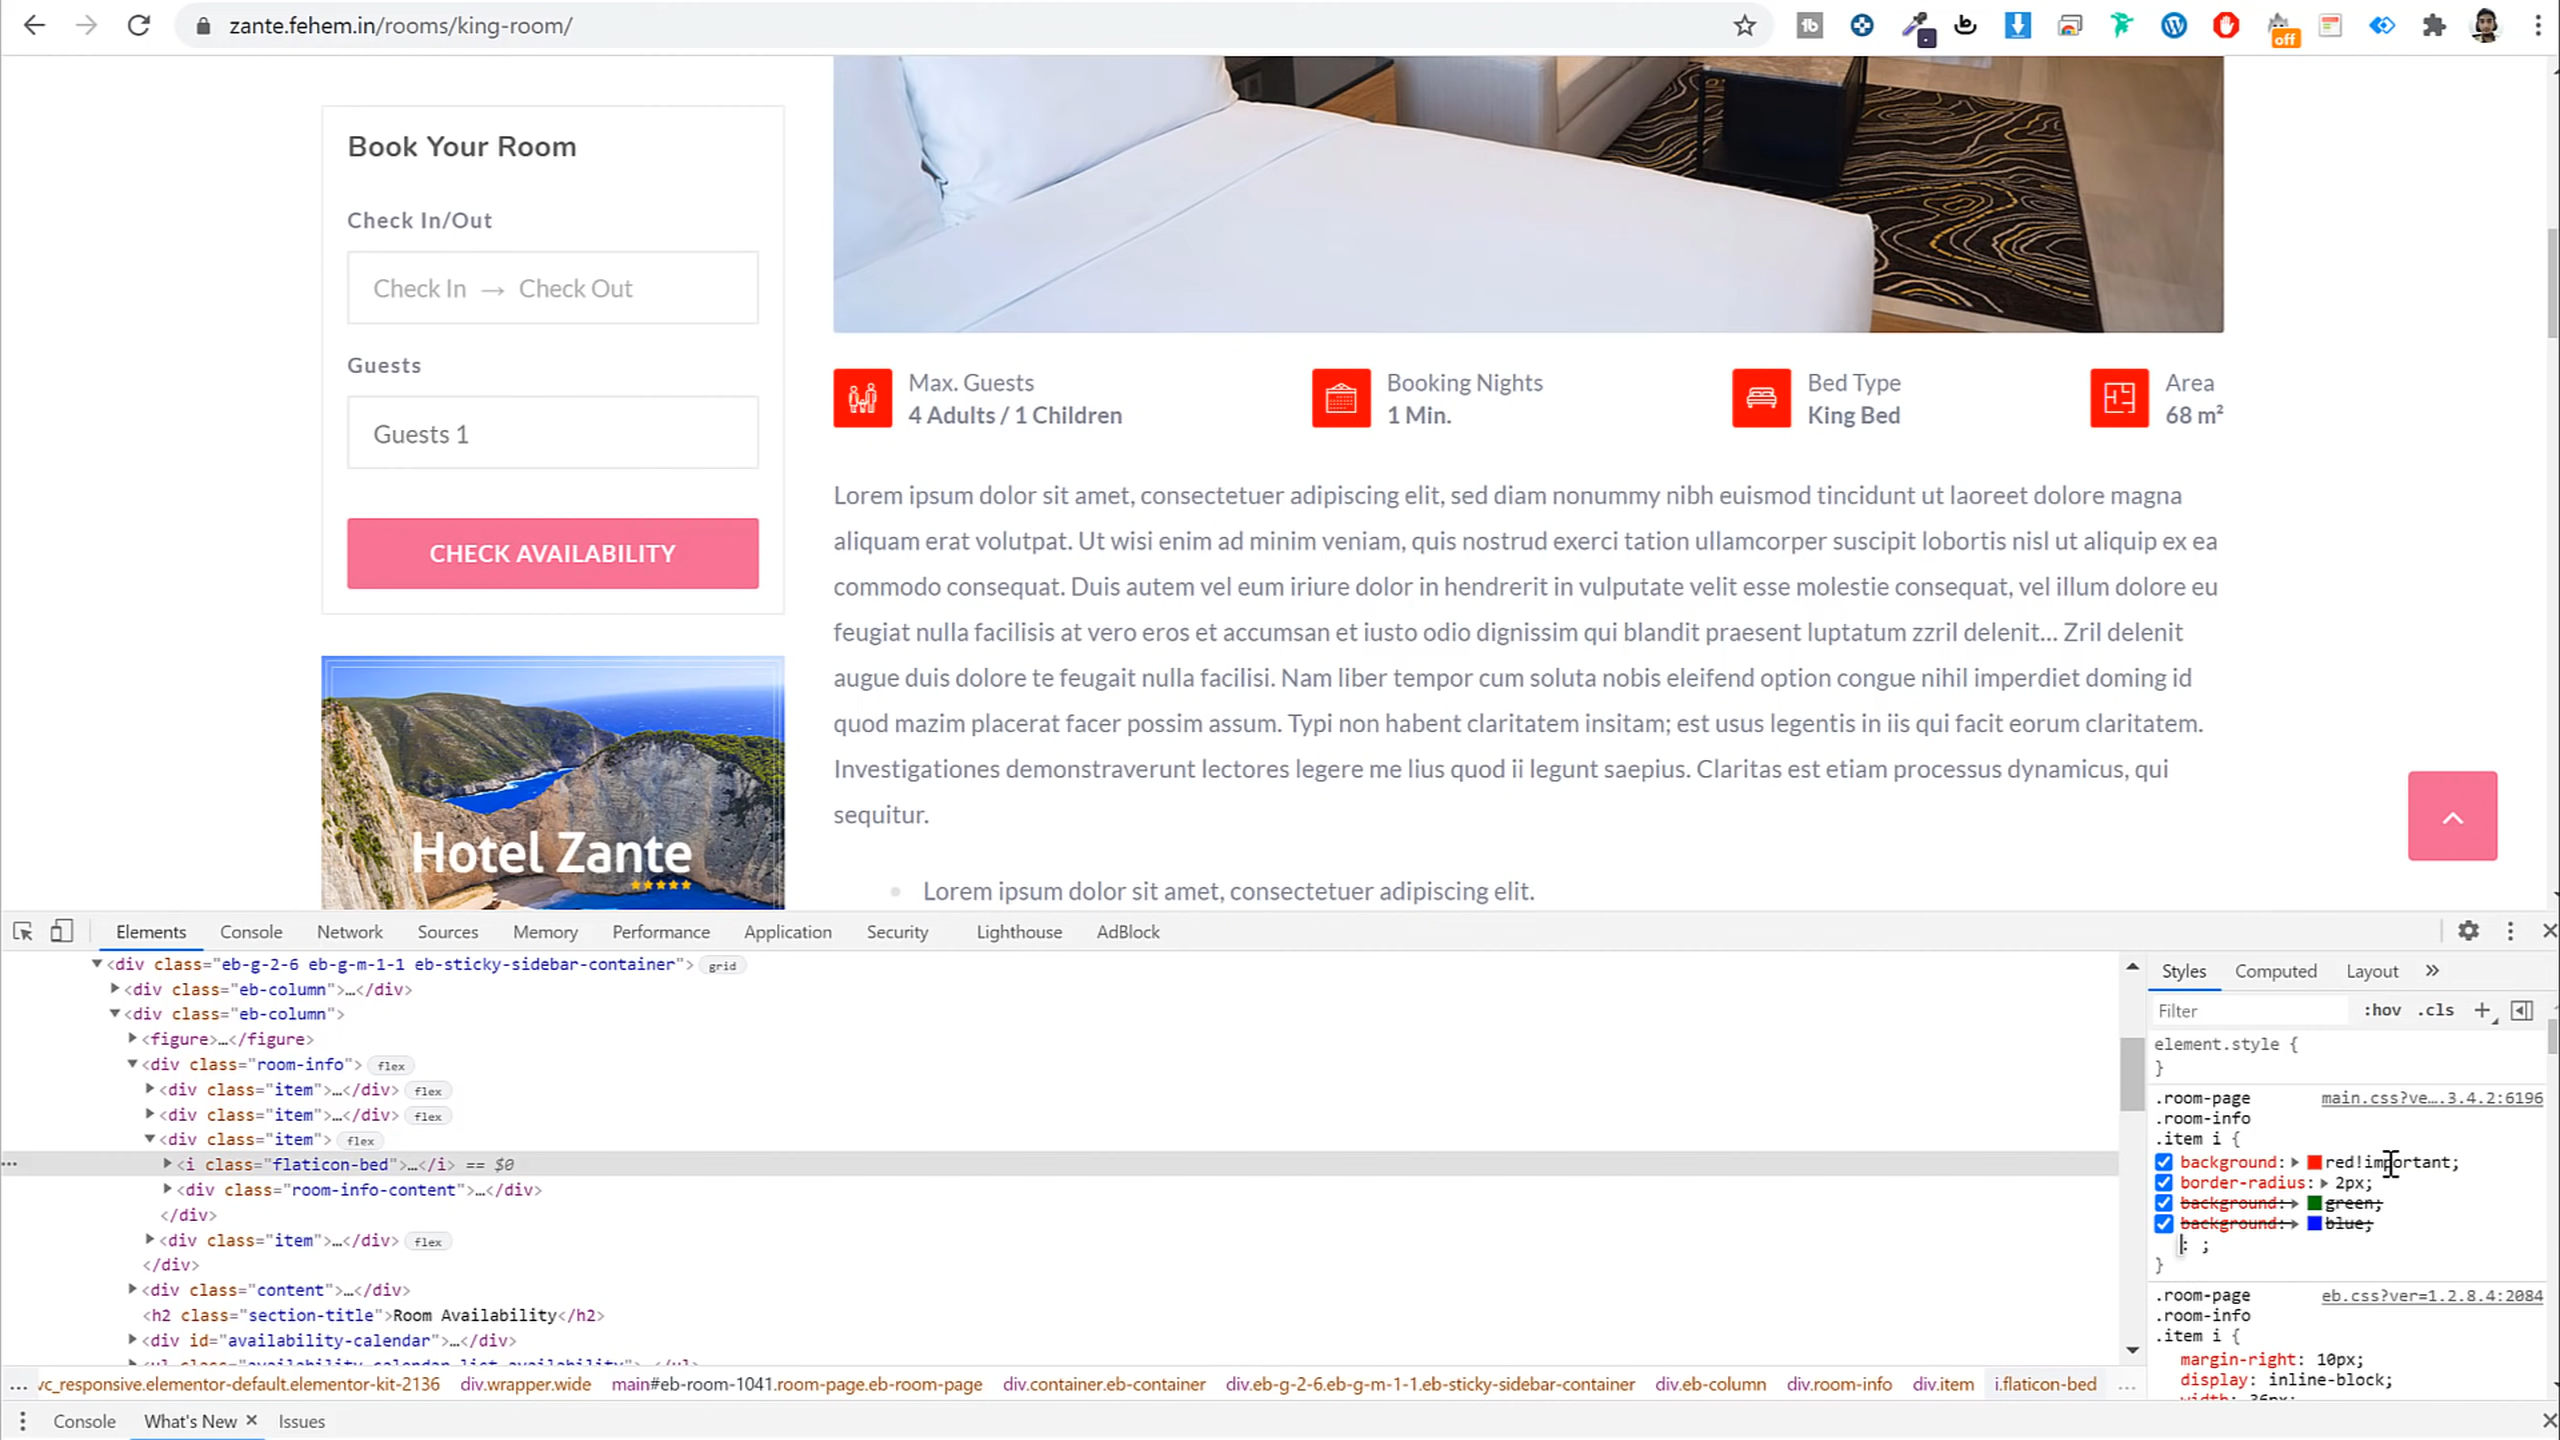 zante.fehem.in/rooms/king-room/
off
Book Your Room
Check In/Out
Check In → Check Out
Guests
Guests 1
CHECK AVAILABILITY
Hotel Zante
Max. Guests
4 Adults / 1 Children
Booking Nights
1 Min.
Bed Type
King Bed
Area
68 m²
Lorem ipsum dolor sit amet, consectetuer adipiscing elit, sed diam nonummy nibh euismod tincidunt ut laoreet dolore magna
aliquam erat volutpat. Ut wisi enim ad minim veniam, quis nostrud exerci tation ullamcorper suscipit lobortis nisl ut aliquip ex ea
commodo consequat. Duis autem vel eum iriure dolor in hendrerit in vulputate velit esse molestie consequat, vel illum dolore eu
feugiat nulla facilisis at vero eros et accumsan et iusto odio dignissim qui blandit praesent luptatum zzril delenit... Zril delenit
augue duis dolore te feugait nulla facilisi. Nam liber tempor cum soluta nobis eleifend option congue nihil imperdiet doming id
quod mazim placerat facer possim assum. Typi non habent claritatem insitam; est usus legentis in iis qui facit eorum claritatem.
Investigationes demonstraverunt lectores legere me lius quod ii legunt saepius. Claritas est etiam processus dynamicus, qui
sequitur.
Lorem ipsum dolor sit amet, consectetuer adipiscing elit.
Elements Console Network Sources Memory Performance Application Security Lighthouse AdBlock
<div class="eb-g-2-6 eb-g-m-1-1 eb-sticky-sidebar-container"> grid
<div class="eb-column">…</div>
<div class="eb-column">
<figure>…</figure>
<div class="room-info"> flex
<div class="item">…</div> flex
<div class="item">…</div> flex
<div class="item"> flex
<i class="flaticon-bed">…</i> == $0
<div class="room-info-content">…</div>
</div>
<div class="item">…</div> flex
</div>
<div class="content">…</div>
<h2 class="section-title">Room Availability</h2>
<div id="availability-calendar">…</div>
... vc_responsive.elementor-default.elementor-kit-2136 div.wrapper.wide main#eb-room-1041.room-page.eb-room-page div.container.eb-container div.eb-g-2-6.eb-g-m-1-1.eb-sticky-sidebar-container div.eb-column div.room-info div.item i.flaticon-bed ...
Styles Computed Layout »
Filter :hov .cls +
element.style {
}
.room-page main.css?ve….3.4.2:6196
.room-info
.item i {
background: red!important;
border-radius: 2px;
background: green;
background: blue;
: ;
}
.room-page eb.css?ver=1.2.8.4:2084
.room-info
.item i {
margin-right: 10px;
display: inline-block;
Console What's New × Issues